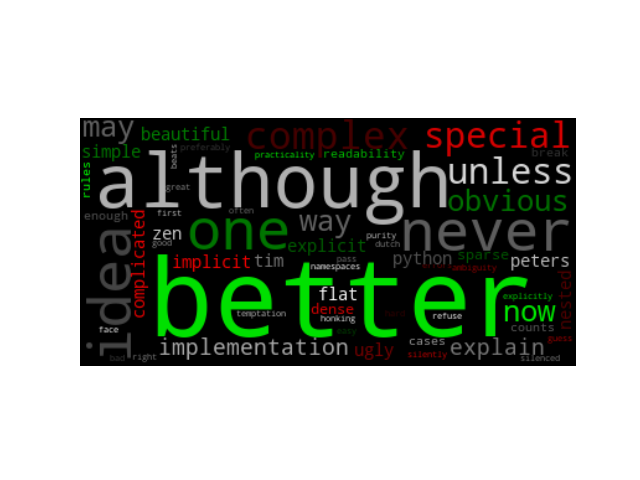 may
beautiful
complex
special
simple
beats
preferably
practicality
readability
break
rules
although
unless
great
obvious
enough
first
often
way
never
zen
one
explicit
purity
dutch
good
idea
complicated
implicit
tim
pass
namespaces
python
sparse
ambiguity
peters
better
flat
dense
honking
temptation
refuse
explicitly
now
nested
counts
face
easy
implementation
ugly
cases
silently
explain
guess
bad
right
silenced